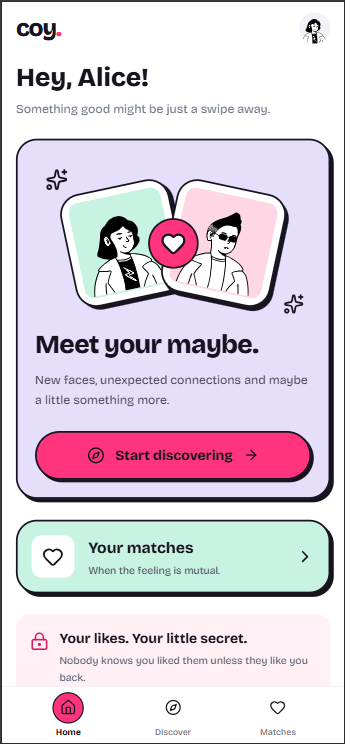 coy.
Hey, Alice!
Something good might be just a swipe away.
Meet your maybe.
New faces, unexpected connections and maybe
a little something more.
Start discovering
Your matches
When the feeling is mutual.
Your likes. Your little secret.
Nobody knows you liked them unless they like you
back.
Home Discover Matches